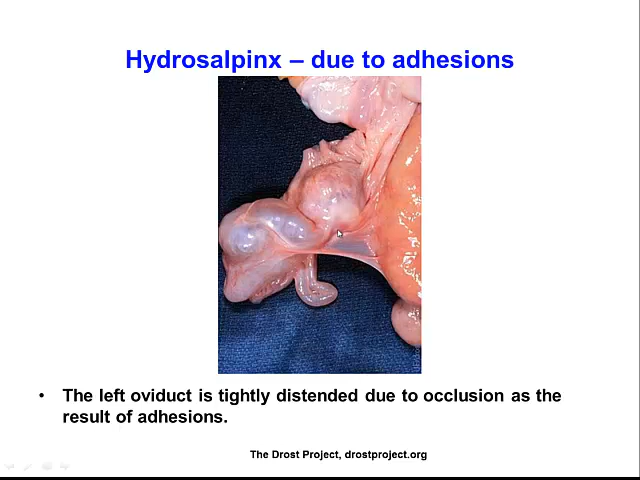 Hydrosalpinx – due to adhesions
• The left oviduct is tightly distended due to occlusion as the
result of adhesions.
The Drost Project, drostproject.org